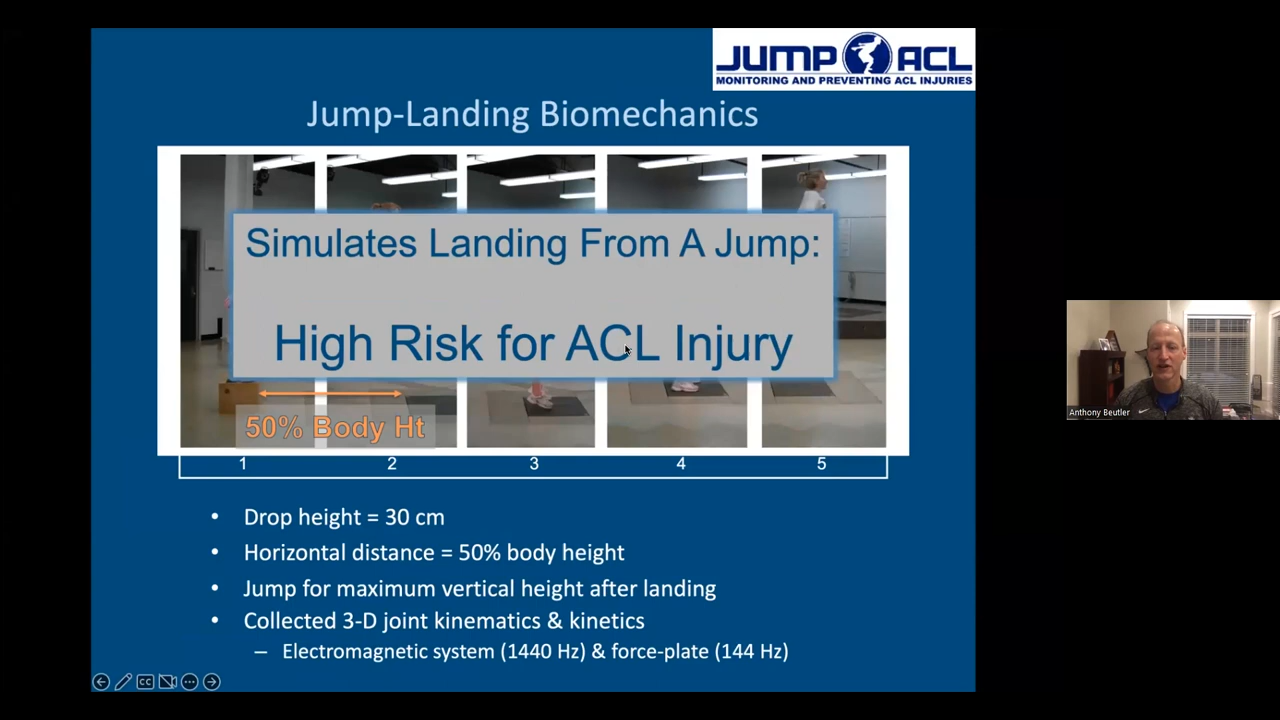 JUMP ACL
MONITORING AND PREVENTING ACL INJURIES
Jump-Landing Biomechanics
Simulates Landing From A Jump:
High Risk for ACL Injury
50% Body Ht
1 2 3 4 5
• Drop height = 30 cm
• Horizontal distance = 50% body height
• Jump for maximum vertical height after landing
• Collected 3-D joint kinematics & kinetics
– Electromagnetic system (1440 Hz) & force-plate (144 Hz)
CC
Anthony Beutler